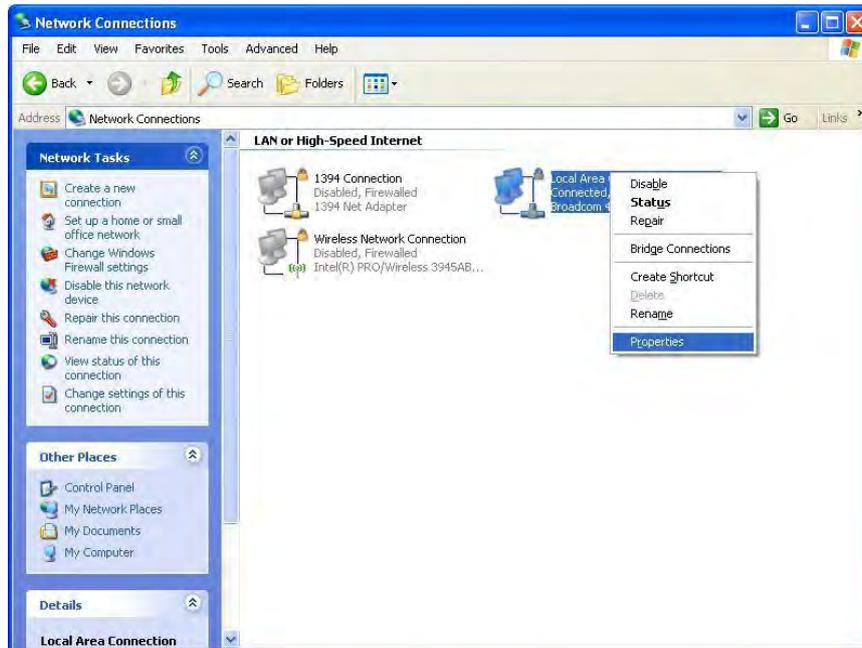 Network Connections
File Edit View Favorites Tools Advanced Help
Back Search Folders
Address Network Connections Go Links
Network Tasks
Create a new
connection
Set up a home or small
office network
Change Windows
Firewall settings
Disable this network
device
Repair this connection
Rename this connection
View status of this
connection
Change settings of this
connection
Other Places
Control Panel
My Network Places
My Documents
My Computer
Details
Local Area Connection
LAN or High-Speed Internet
1394 Connection
Disabled, Firewalled
1394 Net Adapter
Wireless Network Connection
Disabled, Firewalled
Intel(R) PRO/Wireless 3945AB...
Local Area
Connected,
Broadcom 4
Disable
Status
Repair
Bridge Connections
Create Shortcut
Delete
Rename
Properties